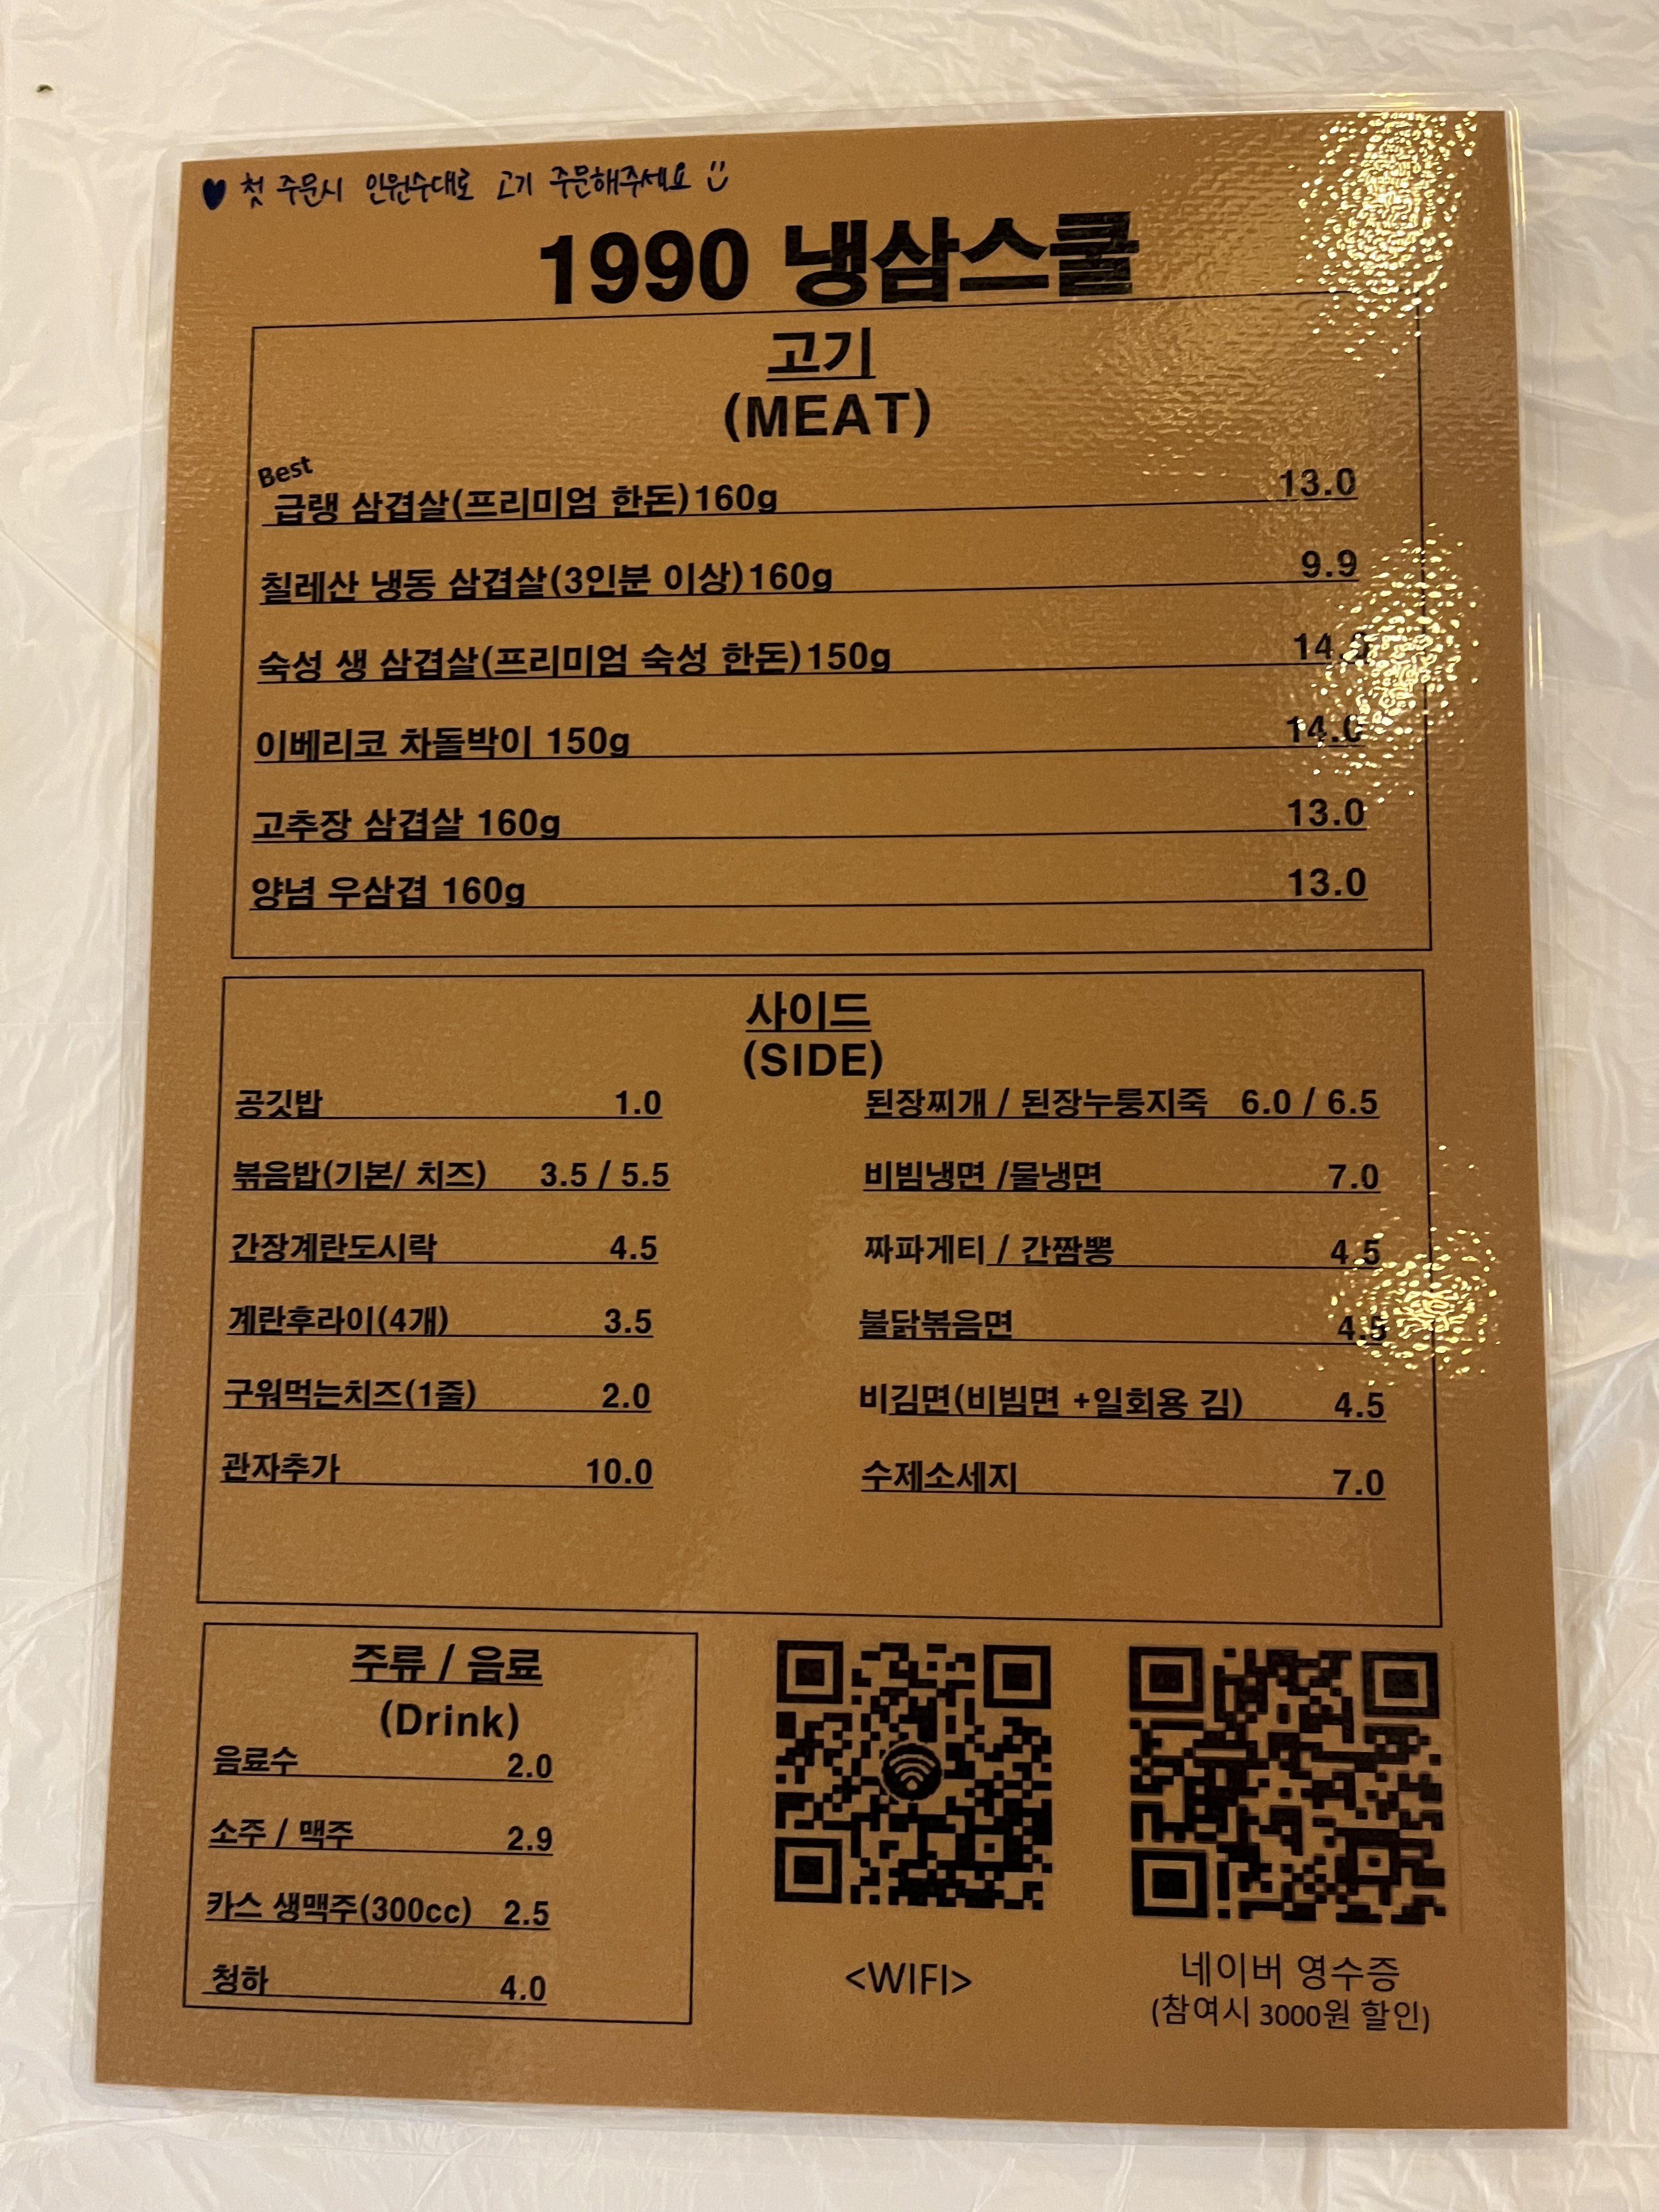 ♥ 첫 주문시 인원수대로 고기 주문해주세요 :)
1990 냉삼스쿨
고기
(MEAT)
Best
급랭 삼겹살(프리미엄 한돈)160g 13.0
칠레산 냉동 삼겹살(3인분 이상)160g 9.9
숙성 생 삼겹살(프리미엄 숙성 한돈)150g 14.0
이베리코 차돌박이 150g 14.0
고추장 삼겹살 160g 13.0
양념 우삼겹 160g 13.0
사이드
(SIDE)
공깃밥 1.0
볶음밥(기본/ 치즈) 3.5 / 5.5
간장계란도시락 4.5
계란후라이(4개) 3.5
구워먹는치즈(1줄) 2.0
관자추가 10.0
된장찌개 / 된장누룽지죽 6.0 / 6.5
비빔냉면 /물냉면 7.0
짜파게티 / 간짬뽕 4.5
불닭볶음면 4.5
비김면(비빔면 +일회용 김) 4.5
수제소세지 7.0
주류 / 음료
(Drink)
음료수 2.0
소주 / 맥주 2.9
카스 생맥주(300cc) 2.5
청하 4.0
<WIFI>
네이버 영수증
(참여시 3000원 할인)